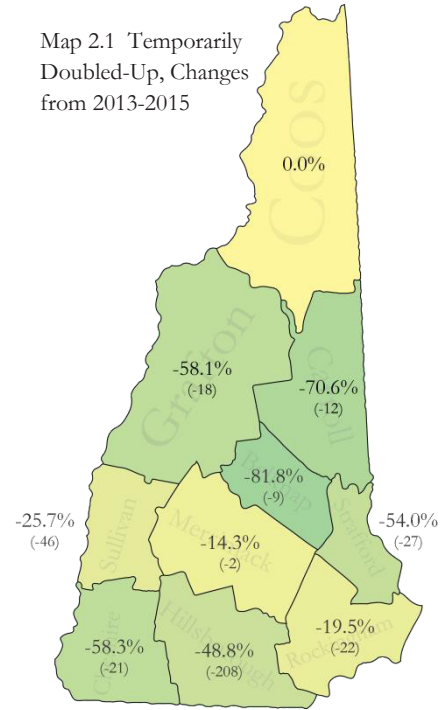 Map 2.1 Temporarily
Doubled-Up, Changes
from 2013-2015
Coos
0.0%
Grafton
-58.1%
(-18)
Carroll
-70.6%
(-12)
Belknap
-81.8%
(-9)
Sullivan
-25.7%
(-46)
Merrimack
-14.3%
(-2)
Strafford
-54.0%
(-27)
Cheshire
-58.3%
(-21)
Hillsborough
-48.8%
(-208)
Rockingham
-19.5%
(-22)